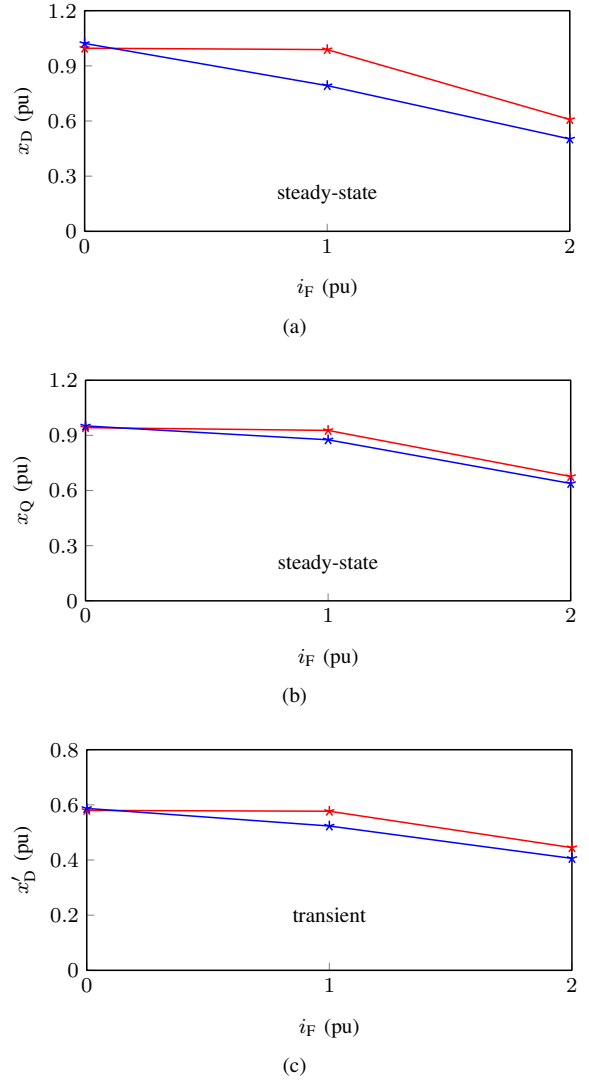 1.2
0.9
0.6
0.3
0
x_D (pu)
steady-state
0 1 2
i_F (pu)
(a)
1.2
0.9
0.6
0.3
0
x_Q (pu)
steady-state
0 1 2
i_F (pu)
(b)
0.8
0.6
0.4
0.2
0
x′_D (pu)
transient
0 1 2
i_F (pu)
(c)